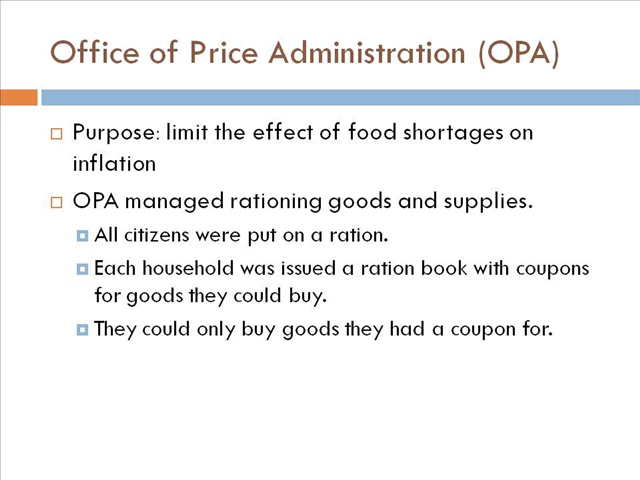 Office of Price Administration (OPA)
Purpose: limit the effect of food shortages on
inflation
OPA managed rationing goods and supplies.
All citizens were put on a ration.
Each household was issued a ration book with coupons
for goods they could buy.
They could only buy goods they had a coupon for.